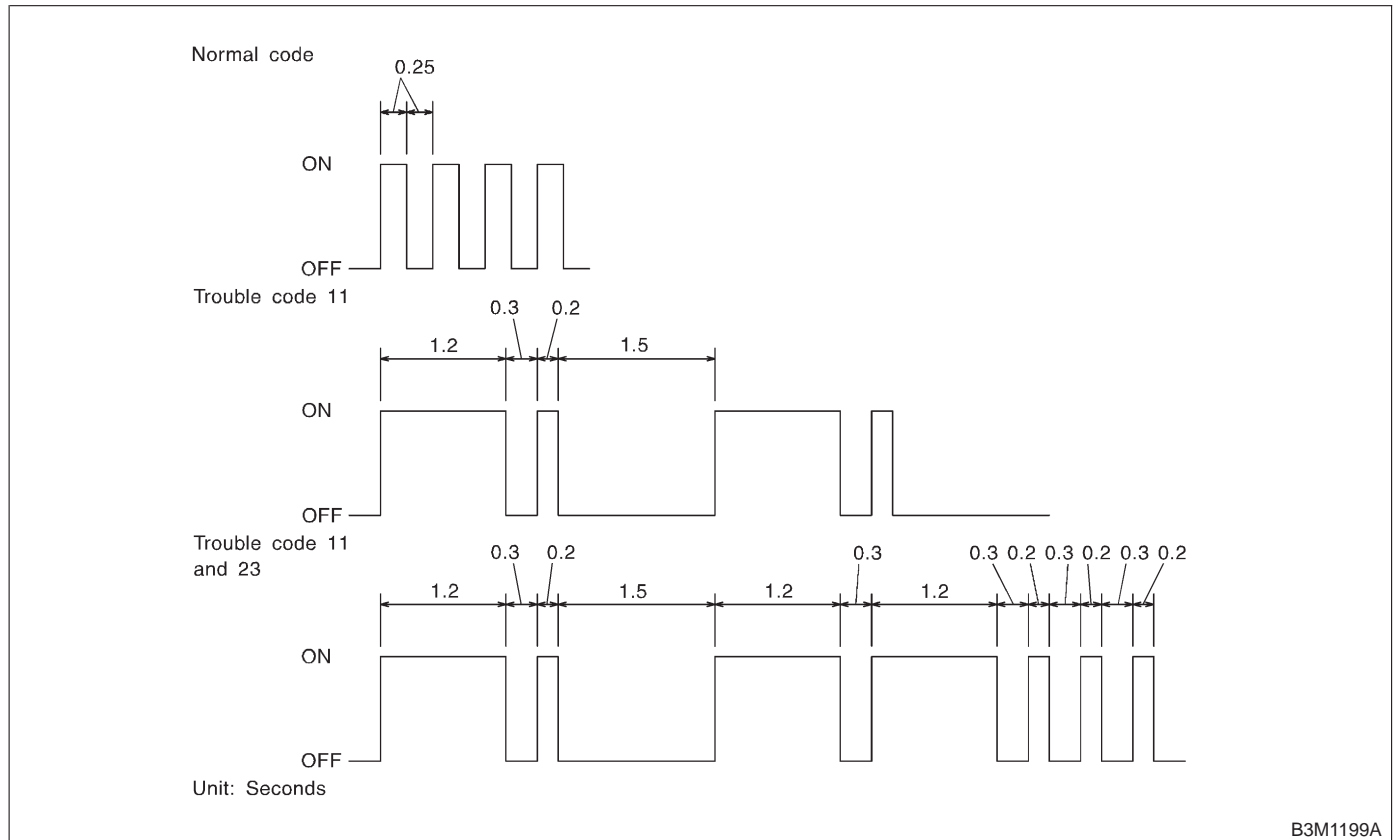 Normal code
0.25
ON
OFF
Trouble code 11
0.3 0.2
1.2 1.5
ON
OFF
Trouble code 11
and 23
0.3 0.2 0.3 0.3 0.2 0.3 0.2 0.3 0.2
1.2 1.5 1.2 1.2
ON
OFF
Unit: Seconds
B3M1199A